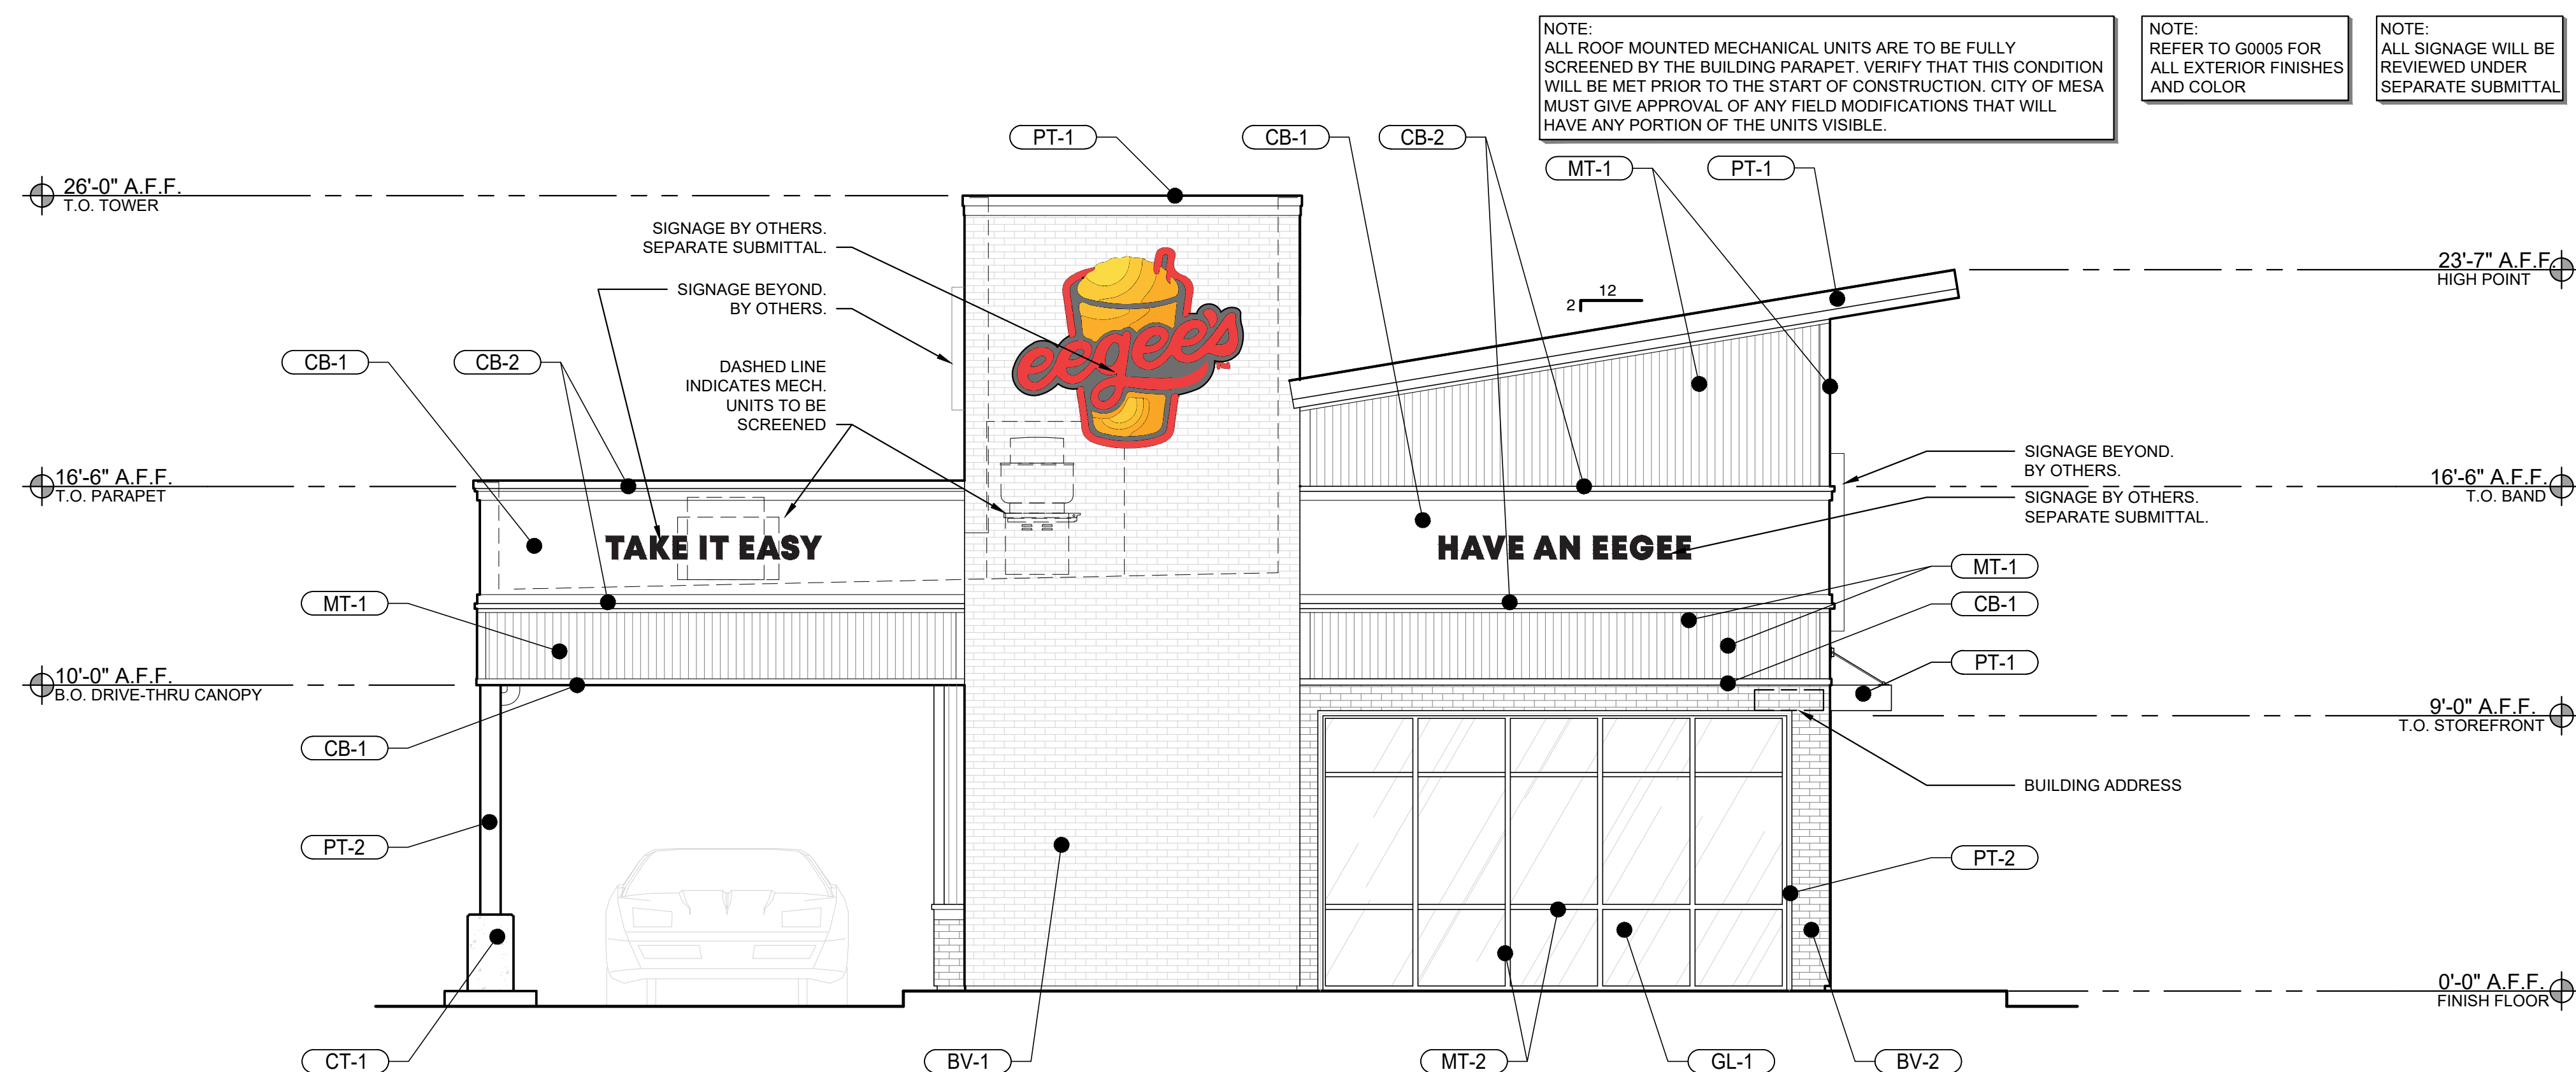 NOTE:
ALL ROOF MOUNTED MECHANICAL UNITS ARE TO BE FULLY
SCREENED BY THE BUILDING PARAPET. VERIFY THAT THIS CONDITION
WILL BE MET PRIOR TO THE START OF CONSTRUCTION. CITY OF MESA
MUST GIVE APPROVAL OF ANY FIELD MODIFICATIONS THAT WILL
HAVE ANY PORTION OF THE UNITS VISIBLE.
NOTE:
REFER TO G0005 FOR
ALL EXTERIOR FINISHES
AND COLOR
NOTE:
ALL SIGNAGE WILL BE
REVIEWED UNDER
SEPARATE SUBMITTAL
PT-1
CB-1
CB-2
MT-1
PT-1
26'-0" A.F.F.
T.O. TOWER
SIGNAGE BY OTHERS.
SEPARATE SUBMITTAL.
SIGNAGE BEYOND.
BY OTHERS.
DASHED LINE
INDICATES MECH.
UNITS TO BE
SCREENED
eegee's
TM
12
2
23'-7" A.F.F.
HIGH POINT
CB-1
CB-2
16'-6" A.F.F.
T.O. PARAPET
SIGNAGE BEYOND.
BY OTHERS.
SIGNAGE BY OTHERS.
SEPARATE SUBMITTAL.
16'-6" A.F.F.
T.O. BAND
TAKE IT EASY
HAVE AN EEGEE
MT-1
MT-1
CB-1
PT-1
10'-0" A.F.F.
B.O. DRIVE-THRU CANOPY
9'-0" A.F.F.
T.O. STOREFRONT
CB-1
BUILDING ADDRESS
PT-2
PT-2
0'-0" A.F.F.
FINISH FLOOR
CT-1
BV-1
MT-2
GL-1
BV-2